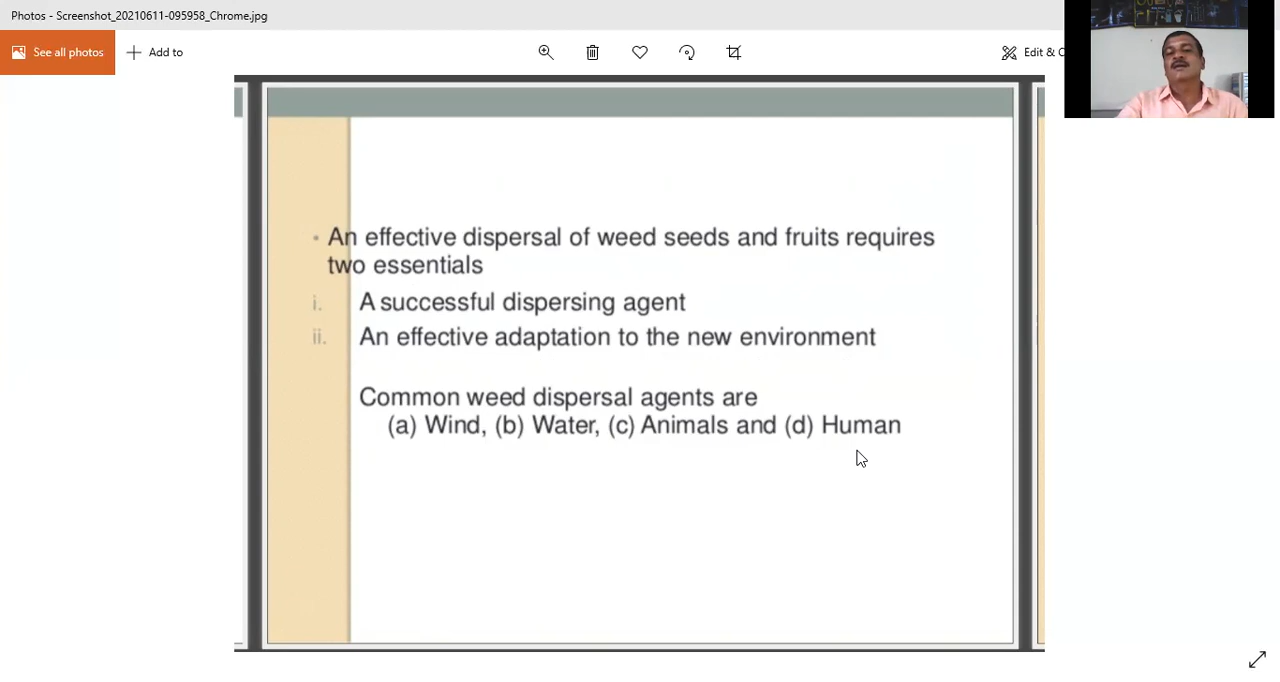 Photos - Screenshot_20210611-095958_Chrome.jpg
See all photos
Add to
Edit & C
• An effective dispersal of weed seeds and fruits requires
two essentials
i. A successful dispersing agent
ii. An effective adaptation to the new environment
Common weed dispersal agents are
(a) Wind, (b) Water, (c) Animals and (d) Human